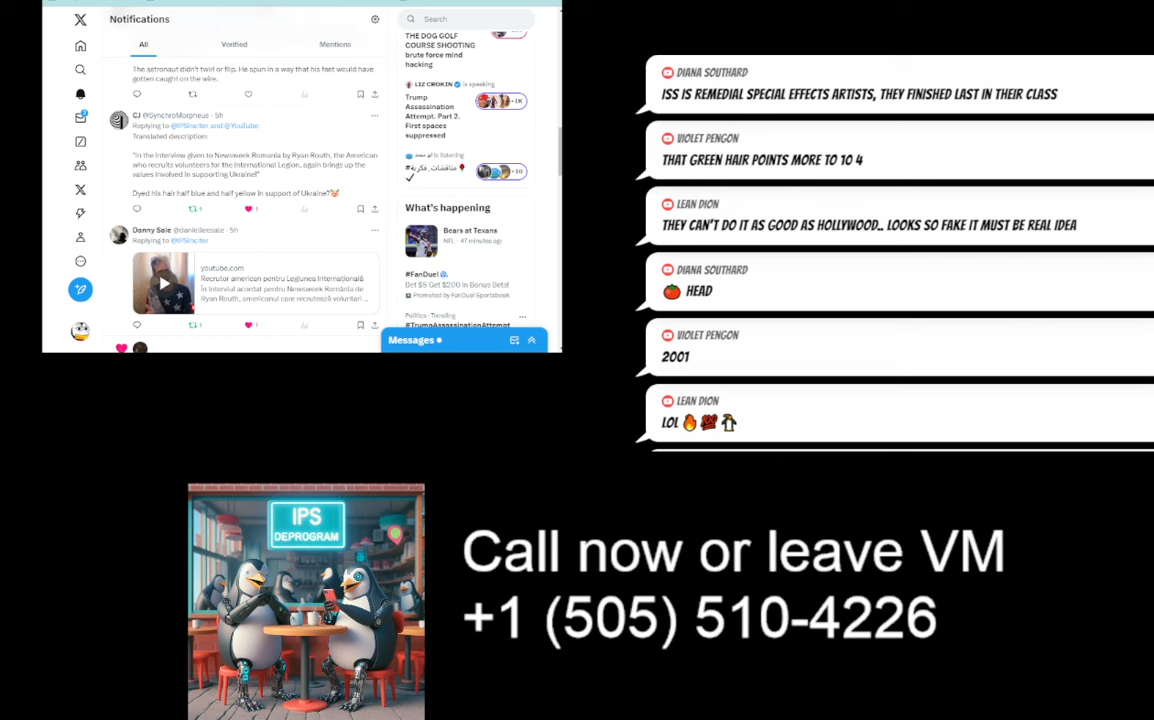 Notifications
All
Verified
Mentions
The astronaut didn't twirl or flip. He spun in a way that his feet would have
gotten caught on the wire.
CJ @SynchroMorpheus · 5h
Replying to @IPSinciter and @YouTube
Translated description:
"In the interview given to Newsweek Romania by Ryan Routh, the American
who recruits volunteers for the International Legion, again brings up the
values involved in supporting Ukraine!"
Dyed his hair half blue and half yellow in support of Ukraine?
1
1
Danny Sale @danielleesale · 5h
Replying to @IPSinciter
youtube.com
Recrutor american pentru Legiunea Internațională
În Interviul acordat pentru Newsweek România de
Ryan Routh, americanul care recrutează voluntari...
1
1
Search
THE DOG GOLF
COURSE SHOOTING
brute force mind
hacking
LIZ CROKIN is speaking
Trump
Assassination
Attempt. Part 2.
First spaces
suppressed
+1K
is listening
#مناقشات_فكرية
+10
What's happening
Bears at Texans
NFL · 47 minutes ago
#FanDuel
Bet $5 Get $200 in Bonus Bets!
Promoted by FanDuel Sportsbook
Politics · Trending
#TrumpAssassinationAttempt
Messages
DIANA SOUTHARD
ISS IS REMEDIAL SPECIAL EFFECTS ARTISTS, THEY FINISHED LAST IN THEIR CLASS
VIOLET PENGON
THAT GREEN HAIR POINTS MORE TO 10 4
LEAN DION
THEY CAN'T DO IT AS GOOD AS HOLLYWOOD.. LOOKS SO FAKE IT MUST BE REAL IDEA
DIANA SOUTHARD
🍅 HEAD
VIOLET PENGON
2001
LEAN DION
LOL 🔥💯🐧
IPS
DEPROGRAM
Call now or leave VM
+1 (505) 510-4226